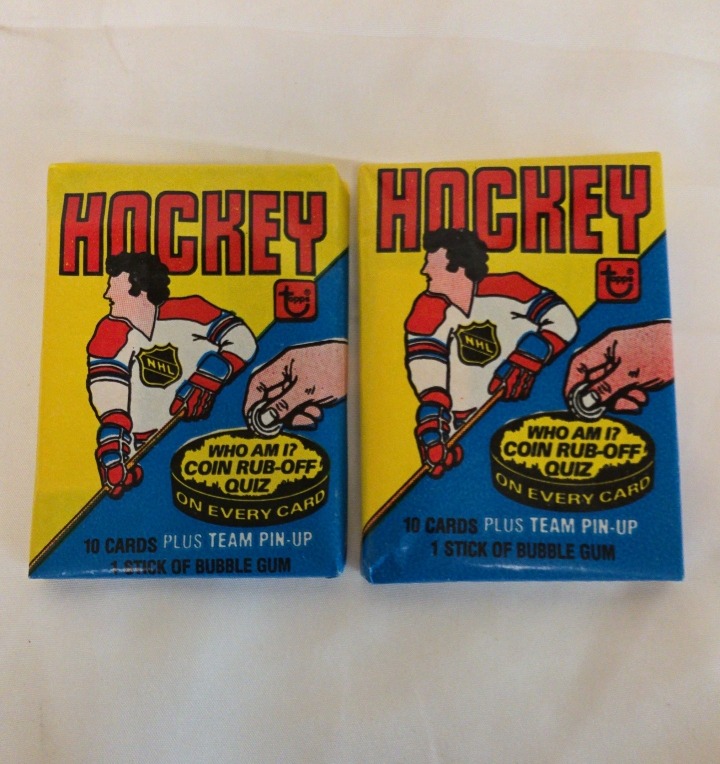 HOCKEY
topps
NHL
WHO AM I?
COIN RUB-OFF
QUIZ
ON EVERY CARD
10 CARDS PLUS TEAM PIN-UP
1 STICK OF BUBBLE GUM
HOCKEY
topps
NHL
WHO AM I?
COIN RUB-OFF
QUIZ
ON EVERY CARD
10 CARDS PLUS TEAM PIN-UP
1 STICK OF BUBBLE GUM